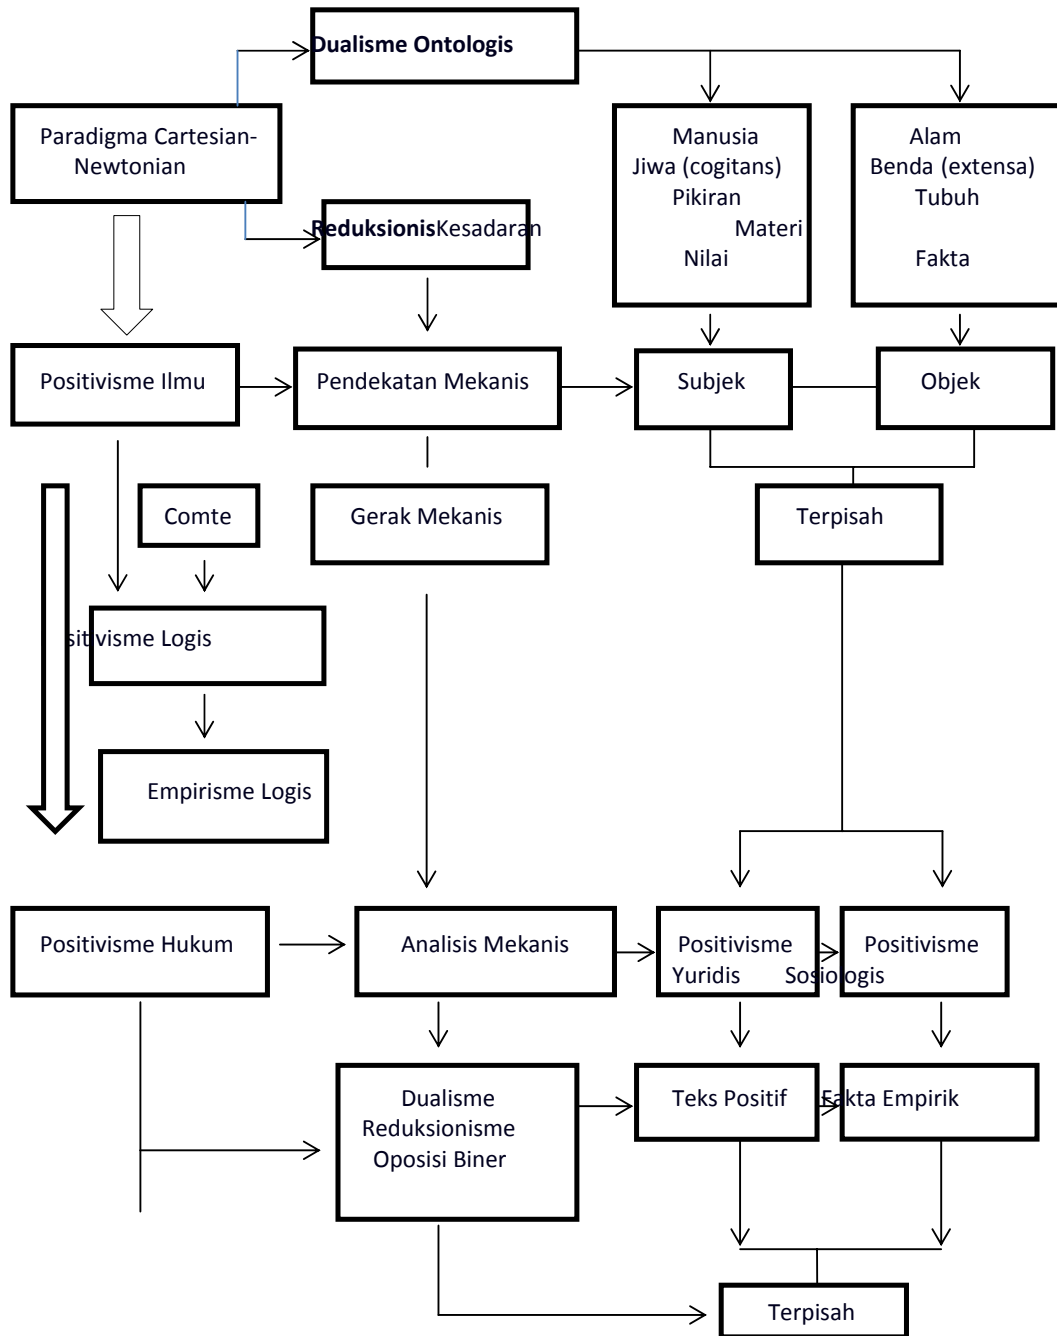 Dualisme Ontologis
Paradigma Cartesian-
Newtonian
Manusia
Jiwa (cogitans)
Pikiran
Materi
Nilai
Alam
Benda (extensa)
Tubuh
Fakta
ReduksionisKesadaran
Positivisme Ilmu
Pendekatan Mekanis
Subjek
Objek
Comte
Gerak Mekanis
Terpisah
sitivisme Logis
Empirisme Logis
Positivisme Hukum
Analisis Mekanis
Positivisme
Yuridis
Positivisme
Sosiologis
Dualisme
Reduksionisme
Oposisi Biner
Teks Positif
Fakta Empirik
Terpisah